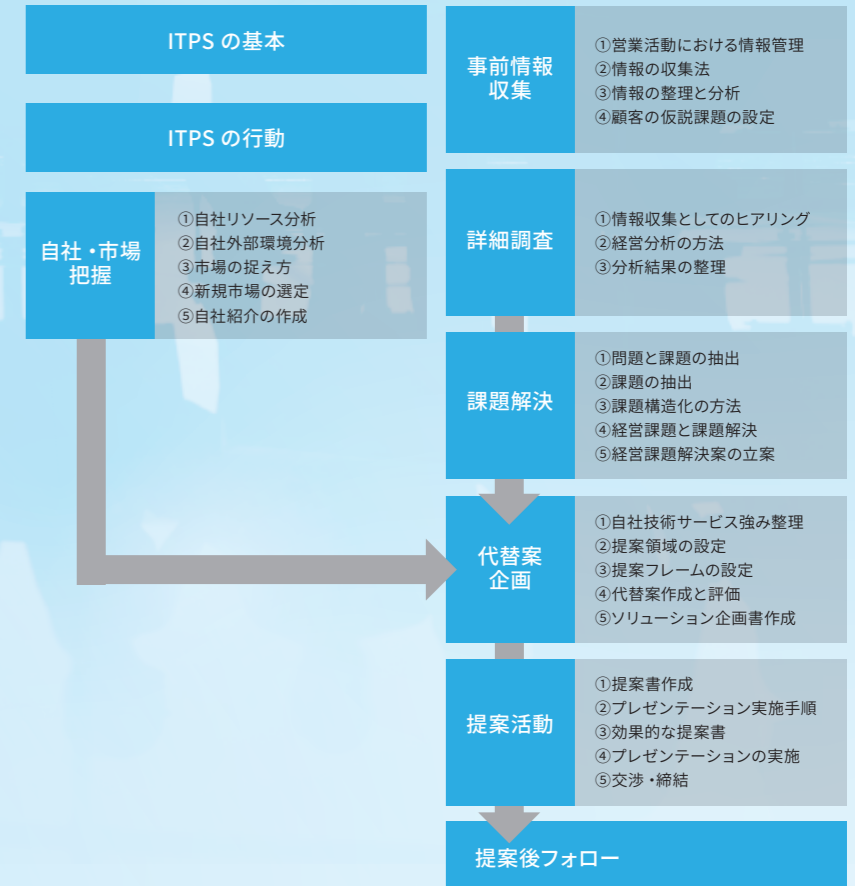 ITPS の基本
ITPS の行動
自社・市場
把握
①自社リソース分析
②自社外部環境分析
③市場の捉え方
④新規市場の選定
⑤自社紹介の作成
事前情報
収集
①営業活動における情報管理
②情報の収集法
③情報の整理と分析
④顧客の仮説課題の設定
詳細調査
①情報収集としてのヒアリング
②経営分析の方法
③分析結果の整理
課題解決
①問題と課題の抽出
②課題の抽出
③課題構造化の方法
④経営課題と課題解決
⑤経営課題解決案の立案
代替案
企画
①自社技術サービス強み整理
②提案領域の設定
③提案フレームの設定
④代替案作成と評価
⑤ソリューション企画書作成
提案活動
①提案書作成
②プレゼンテーション実施手順
③効果的な提案書
④プレゼンテーションの実施
⑤交渉・締結
提案後フォロー